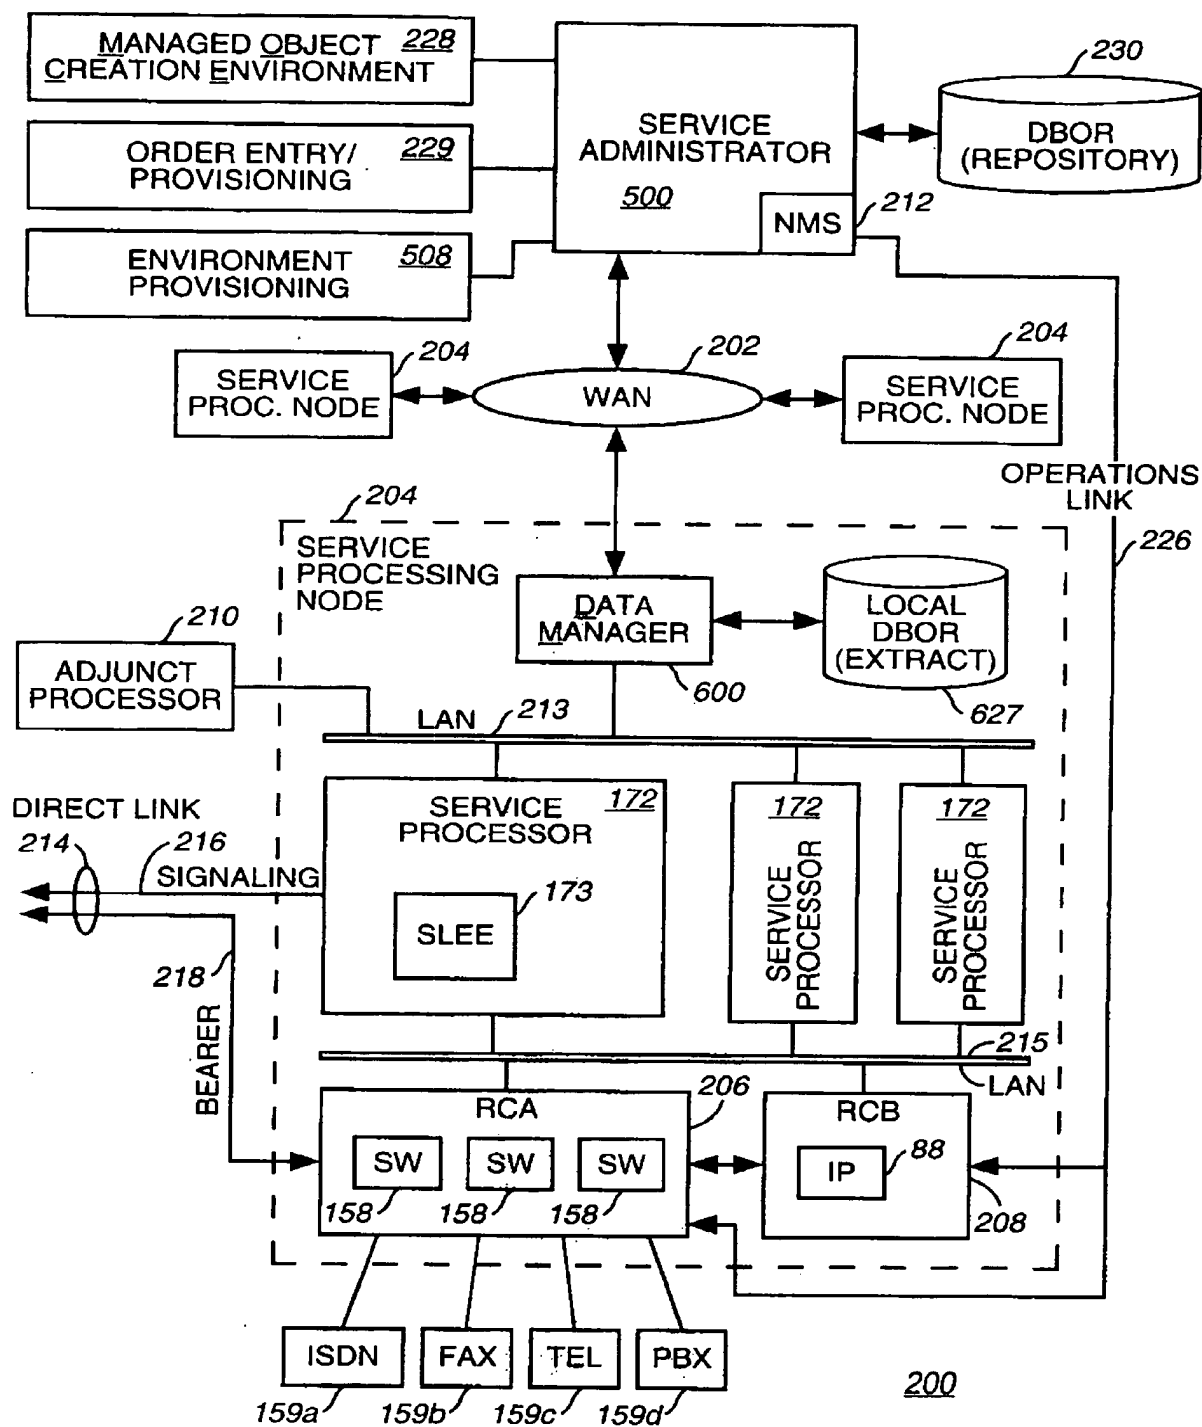 MANAGED OBJECT 228
CREATION ENVIRONMENT
ORDER ENTRY/ 229
PROVISIONING
ENVIRONMENT 508
PROVISIONING
SERVICE
ADMINISTRATOR
500
NMS
212
230
DBOR
(REPOSITORY)
204
SERVICE
PROC. NODE
202
WAN
204
SERVICE
PROC. NODE
OPERATIONS
LINK
226
204
SERVICE
PROCESSING
NODE
DATA
MANAGER
600
LOCAL
DBOR
(EXTRACT)
627
210
ADJUNCT
PROCESSOR
LAN
213
DIRECT LINK
214
216
SIGNALING
218
BEARER
172
SERVICE
PROCESSOR
173
SLEE
172
SERVICE
PROCESSOR
172
SERVICE
PROCESSOR
215
LAN
RCA
206
SW
SW
SW
158
158
158
RCB
IP
88
208
ISDN
FAX
TEL
PBX
159a
159b
159c
159d
200